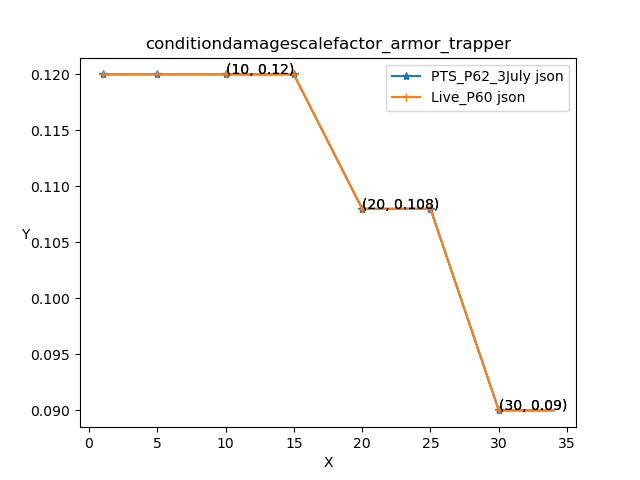 conditiondamagescalefactor_armor_trapper
PTS_P62_3July json
Live_P60 json
(10, 0.12)
(20, 0.108)
(30, 0.09)
Y
0.120
0.115
0.110
0.105
0.100
0.095
0.090
0 5 10 15 20 25 30 35
X